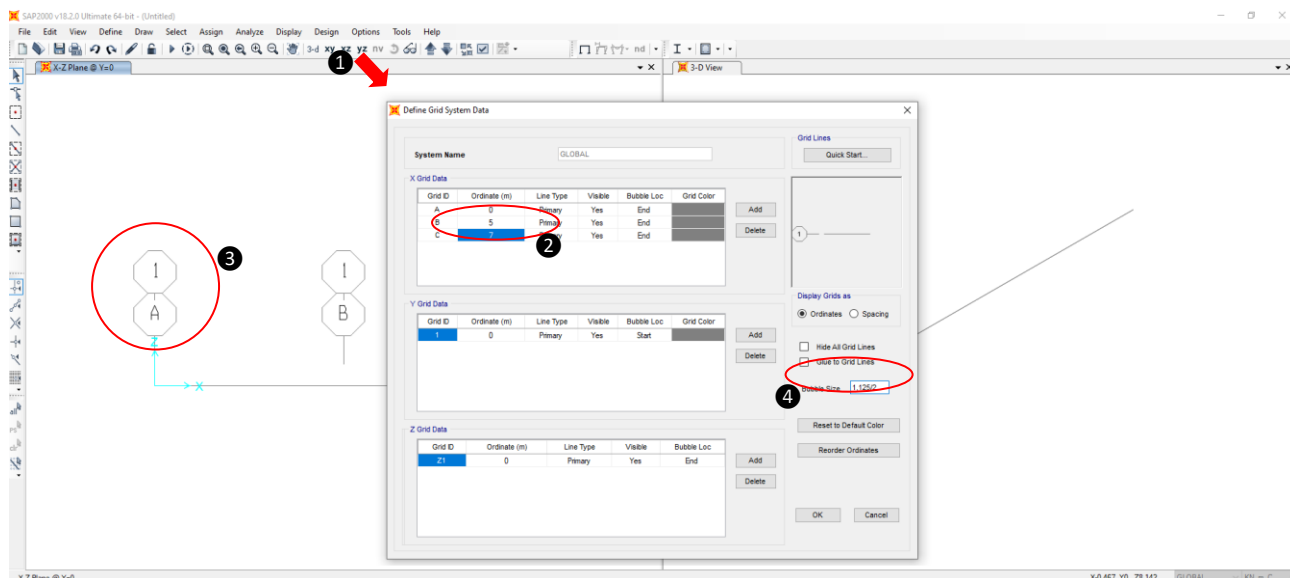 SAP2000 v18.2.0 Ultimate 64-bit - (Untitled)
File Edit View Define Draw Select Assign Analyze Display Design Options Tools Help
3-d xy xz yz nv nd
1
X-Z Plane @ Y=0
3-D View
Define Grid System Data
System Name GLOBAL
Grid Lines
Quick Start...
X Grid Data
Grid ID Ordinate (m) Line Type Visible Bubble Loc Grid Color
A 0 Primary Yes End
B 5 Primary Yes End
C 7 Yes End
Add
Delete
2
1
3
1
1
A
B
Z
X
Display Grids as
Ordinates Spacing
Y Grid Data
Grid ID Ordinate (m) Line Type Visible Bubble Loc Grid Color
1 0 Primary Yes Start
Add
Delete
Hide All Grid Lines
Glue to Grid Lines
Bubble Size 1.125/2
4
Reset to Default Color
Reorder Ordinates
Z Grid Data
Grid ID Ordinate (m) Line Type Visible Bubble Loc
Z1 0 Primary Yes End
Add
Delete
OK Cancel
all
GLOBAL